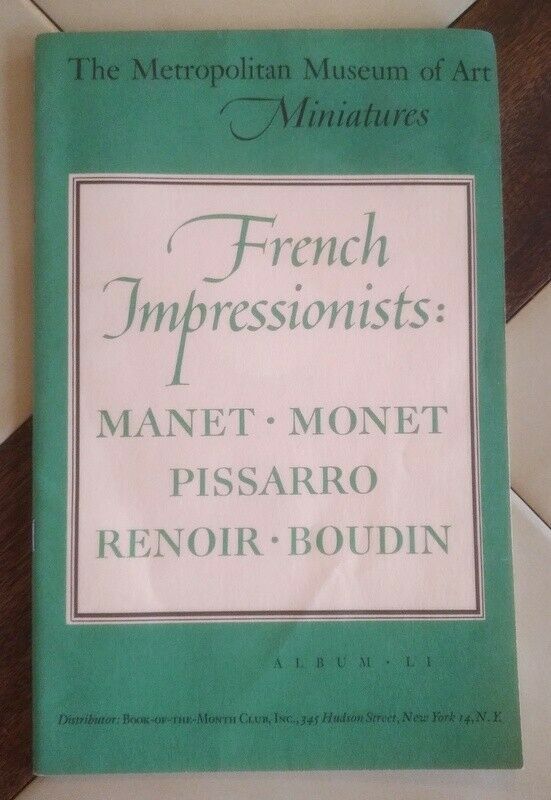 The Metropolitan Museum of Art
Miniatures
French
Impressionists:
MANET · MONET
PISSARRO
RENOIR · BOUDIN
ALBUM · LI
Distributor: BOOK-OF-THE-MONTH CLUB, INC., 345 Hudson Street, New York 14, N. Y.